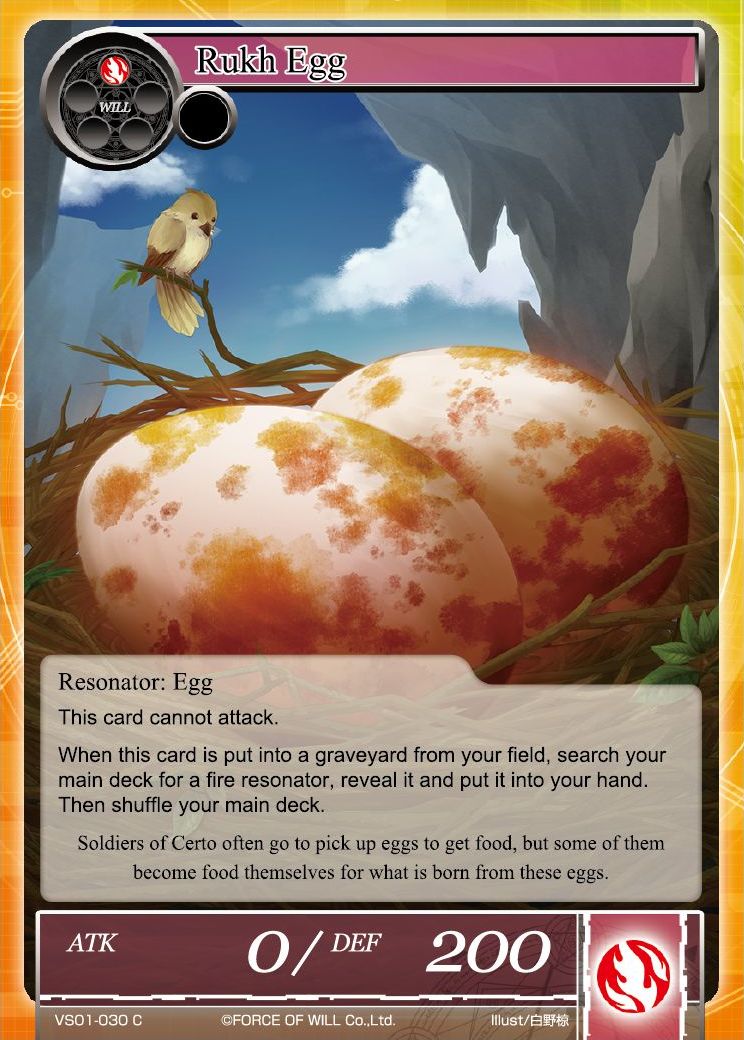 Rukh Egg
WILL
Resonator: Egg
This card cannot attack.
When this card is put into a graveyard from your field, search your
main deck for a fire resonator, reveal it and put it into your hand.
Then shuffle your main deck.
Soldiers of Certo often go to pick up eggs to get food, but some of them
become food themselves for what is born from these eggs.
ATK 0/ DEF 200
VS01-030 C ©FORCE OF WILL Co.,Ltd. Illust/白野椋